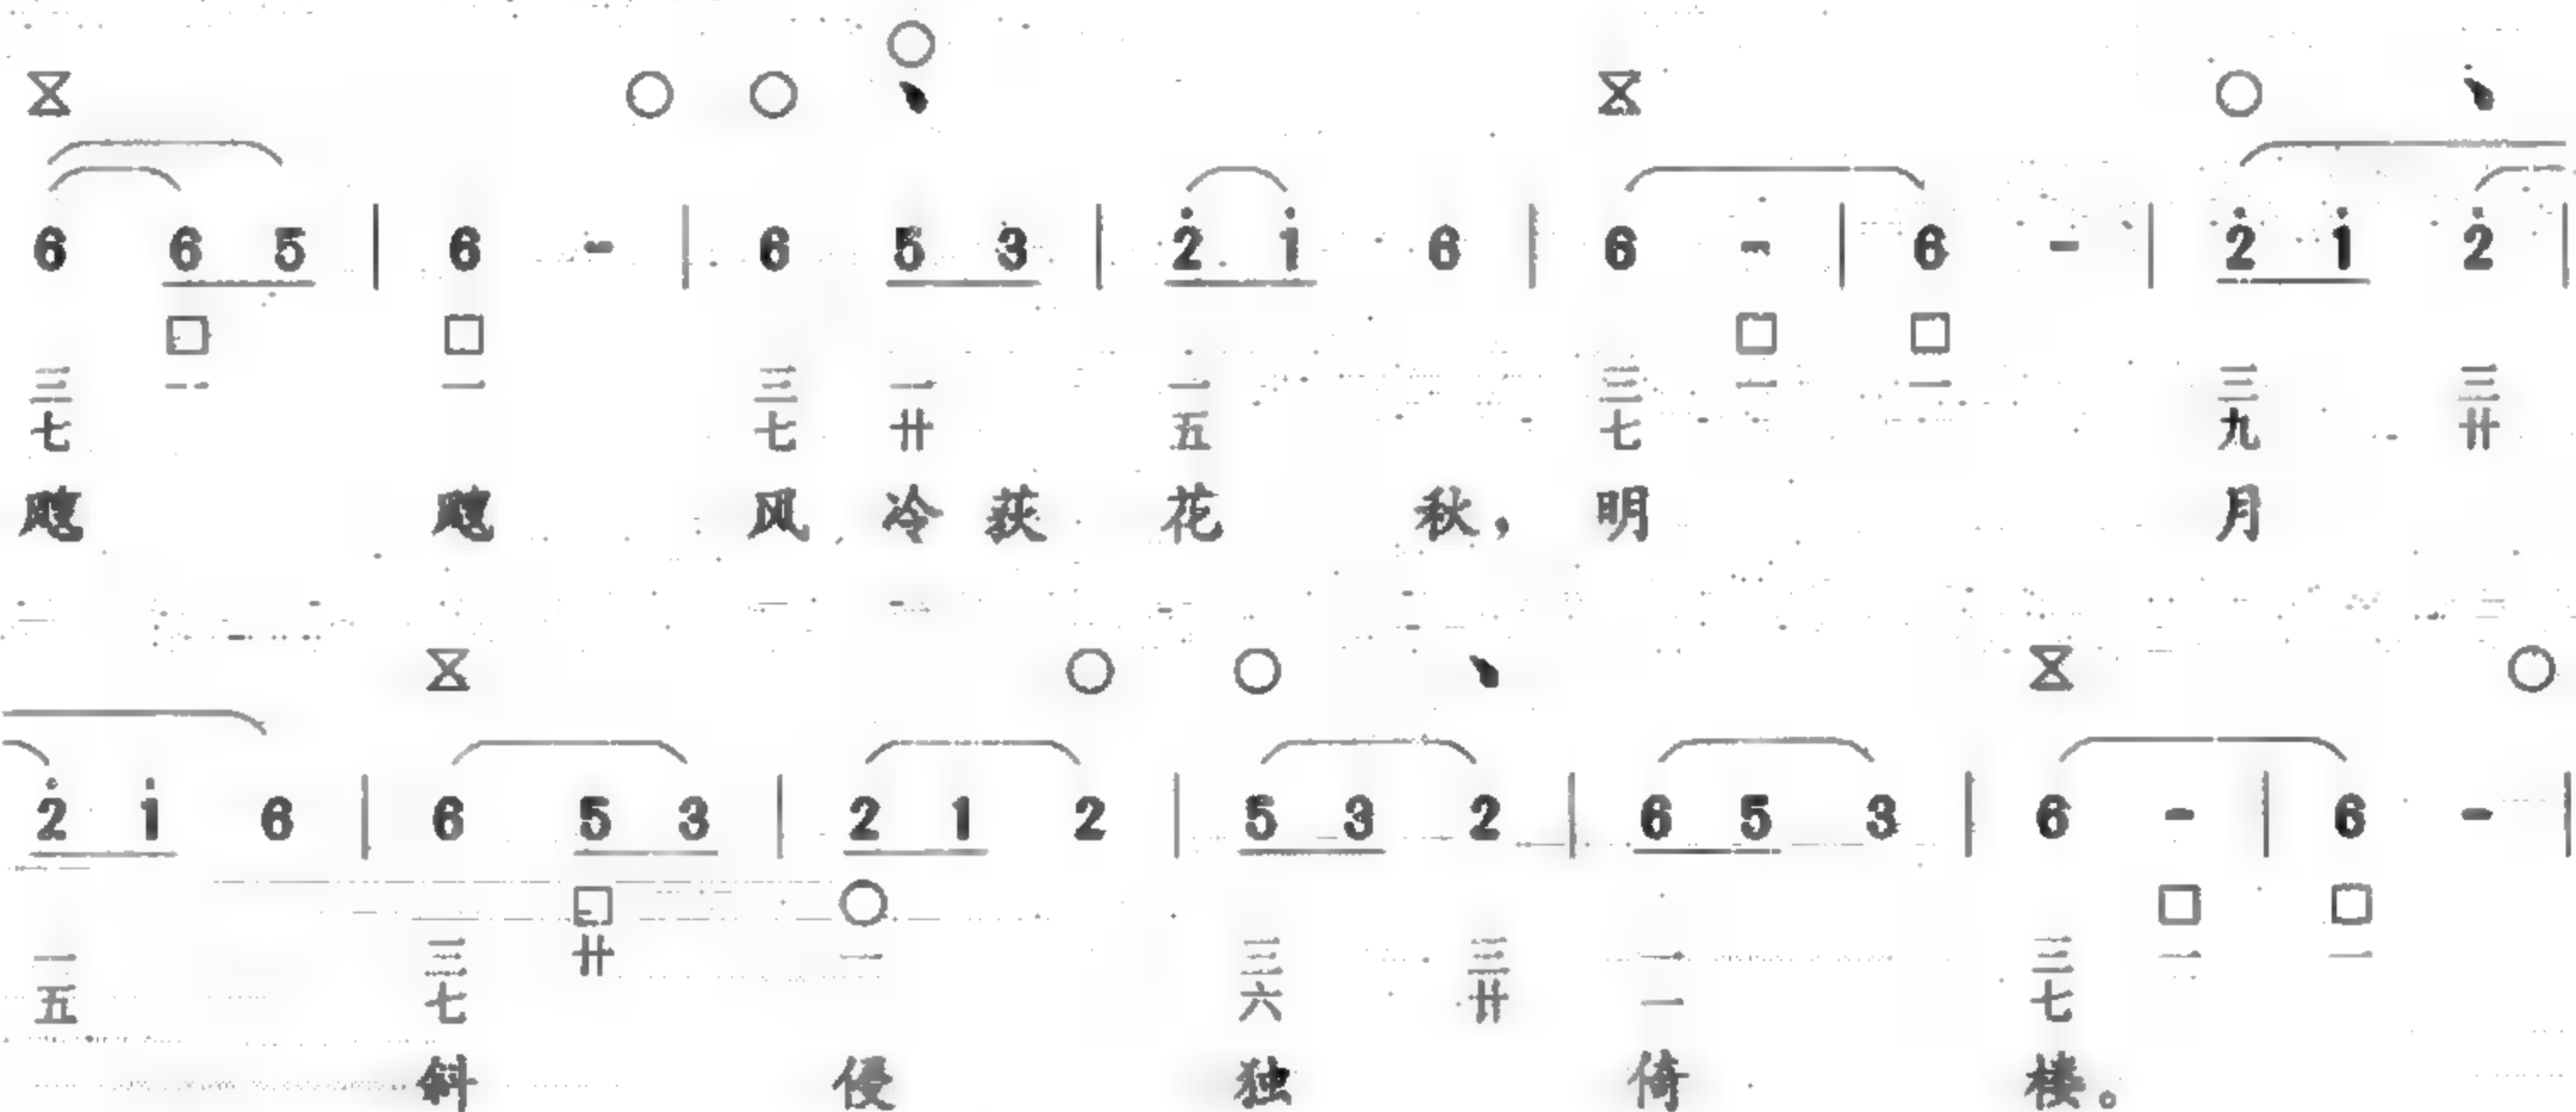 6 6 5 | 6 - | 6 5 3 | 2 1 6 | 6 - | 6 - | 2 1 2 |
三 一 一 三 一 一 三 一 一 三 三
七 七 廿 五 七 九 廿
飕 飕 风 冷 荻 花 秋， 明 月
2 1 6 | 6 5 3 | 2 1 2 | 5 3 2 | 6 5 3 | 6 - | 6 - |
一 三 廿 一 三 三 一 三 一 一
五 七 六 廿 一 七
斜 侵 独 倚 楼。